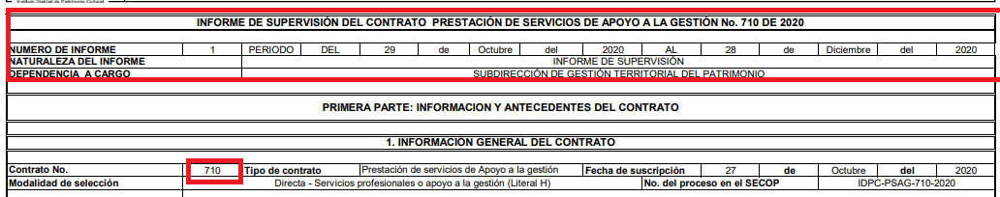 Instituto Distrital de Patrimonio Cultural
INFORME DE SUPERVISIÓN DEL CONTRATO PRESTACIÓN DE SERVICIOS DE APOYO A LA GESTIÓN No. 710 DE 2020
NUMERO DE INFORME 1 PERIODO DEL 29 de Octubre del 2020 AL 28 de Diciembre del 2020
NATURALEZA DEL INFORME INFORME DE SUPERVISIÓN
DEPENDENCIA A CARGO SUBDIRECCIÓN DE GESTIÓN TERRITORIAL DEL PATRIMONIO
PRIMERA PARTE: INFORMACION Y ANTECEDENTES DEL CONTRATO
1. INFORMACIÓN GENERAL DEL CONTRATO
Contrato No. 710 Tipo de contrato Prestación de servicios de Apoyo a la gestión Fecha de suscripción 27 de Octubre del 2020
Modalidad de selección Directa - Servicios profesionales o apoyo a la gestión (Literal H) No. del proceso en el SECOP IDPC-PSAG-710-2020